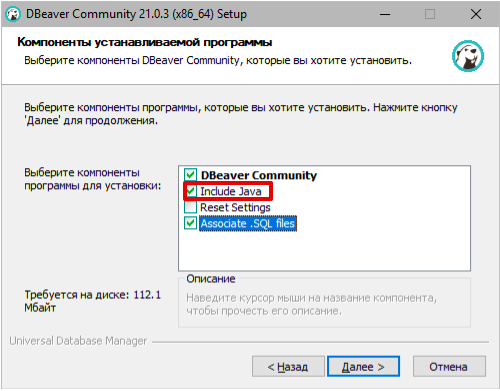 DBeaver Community 21.0.3 (x86_64) Setup
Компоненты устанавливаемой программы
Выберите компоненты DBeaver Community, которые вы хотите установить.
Выберите компоненты программы, которые вы хотите установить. Нажмите кнопку
'Далее' для продолжения.
Выберите компоненты
программы для установки:
DBeaver Community
Include Java
Reset Settings
Associate .SQL files
Требуется на диске: 112.1
Мбайт
Описание
Наведите курсор мыши на название компонента,
чтобы прочесть его описание.
Universal Database Manager
< Назад
Далее >
Отмена